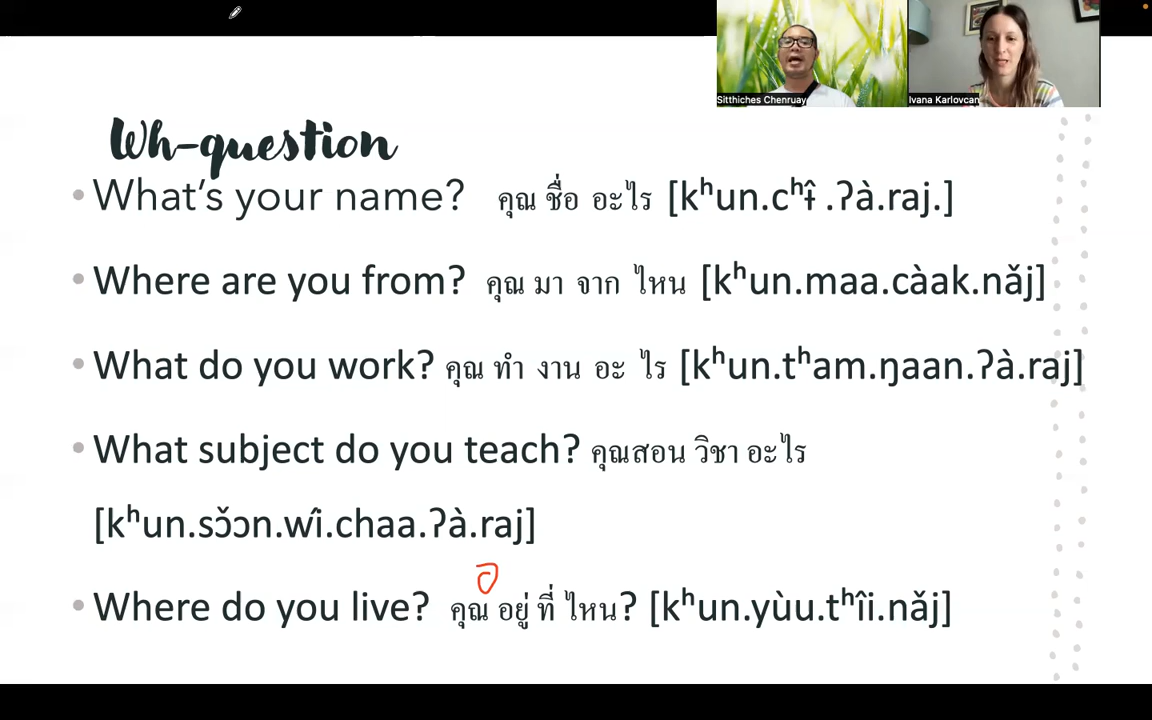 Sitthiches Chenruay
Ivana Karlovcan
Wh-question
• What's your name? คุณ ชื่อ อะไร [kʰun.cʰɨ̂ .ʔà.raj.]
• Where are you from? คุณ มา จาก ไหน [kʰun.maa.càak.nǎj]
• What do you work? คุณ ทำ งาน อะ ไร [kʰun.tʰam.ŋaan.ʔà.raj]
• What subject do you teach? คุณสอน วิชา อะไร
[kʰun.sɔ̌ɔn.wî.chaa.ʔà.raj]
• Where do you live? คุณ อยู่ ที่ ไหน? [kʰun.yùu.tʰîi.nǎj]